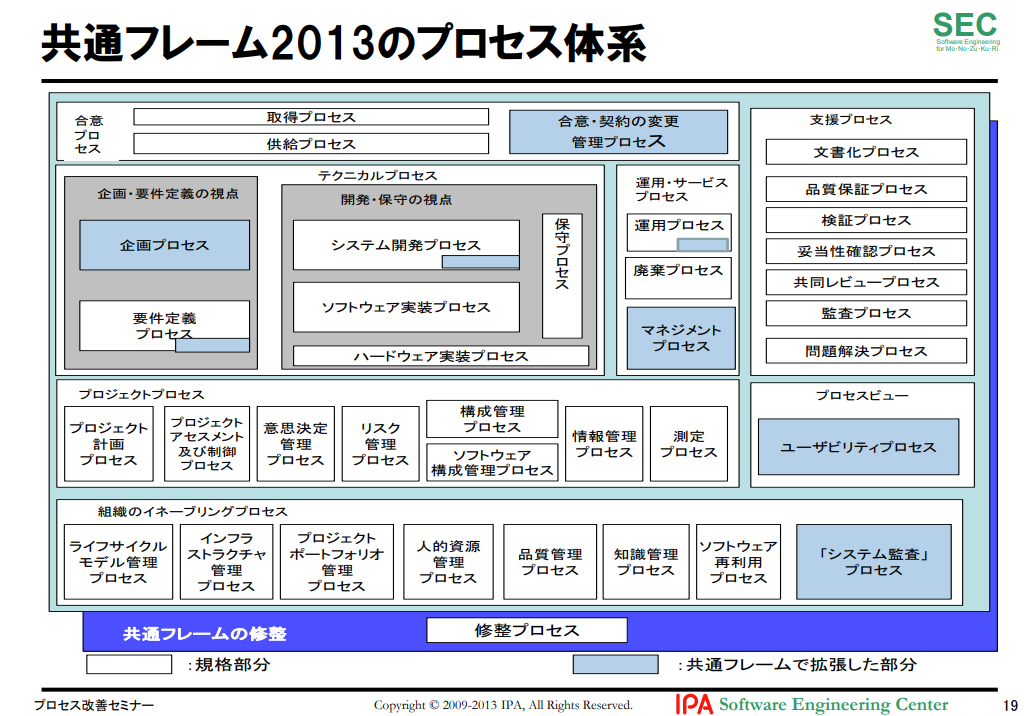 共通フレーム2013のプロセス体系
SEC
Software Engineering
for Mo･No･Zu･Ku･Ri
合意
プロ
セス
取得プロセス
供給プロセス
合意・契約の変更
管理プロセス
テクニカルプロセス
企画・要件定義の視点
企画プロセス
要件定義
プロセス
開発・保守の視点
システム開発プロセス
ソフトウェア実装プロセス
ハードウェア実装プロセス
保守プロセス
運用・サービス
プロセス
運用プロセス
廃棄プロセス
マネジメント
プロセス
支援プロセス
文書化プロセス
品質保証プロセス
検証プロセス
妥当性確認プロセス
共同レビュープロセス
監査プロセス
問題解決プロセス
プロジェクトプロセス
プロジェクト
計画
プロセス
プロジェクト
アセスメント
及び制御
プロセス
意思決定
管理
プロセス
リスク
管理
プロセス
構成管理
プロセス
ソフトウェア
構成管理プロセス
情報管理
プロセス
測定
プロセス
プロセスビュー
ユーザビリティプロセス
組織のイネーブリングプロセス
ライフサイクル
モデル管理
プロセス
インフラ
ストラクチャ
管理
プロセス
プロジェクト
ポートフォリオ
管理
プロセス
人的資源
管理
プロセス
品質管理
プロセス
知識管理
プロセス
ソフトウェア
再利用
プロセス
「システム監査」
プロセス
共通フレームの修整
修整プロセス
：規格部分
：共通フレームで拡張した部分
プロセス改善セミナー
Copyright © 2009-2013 IPA, All Rights Reserved.
IPA Software Engineering Center
19